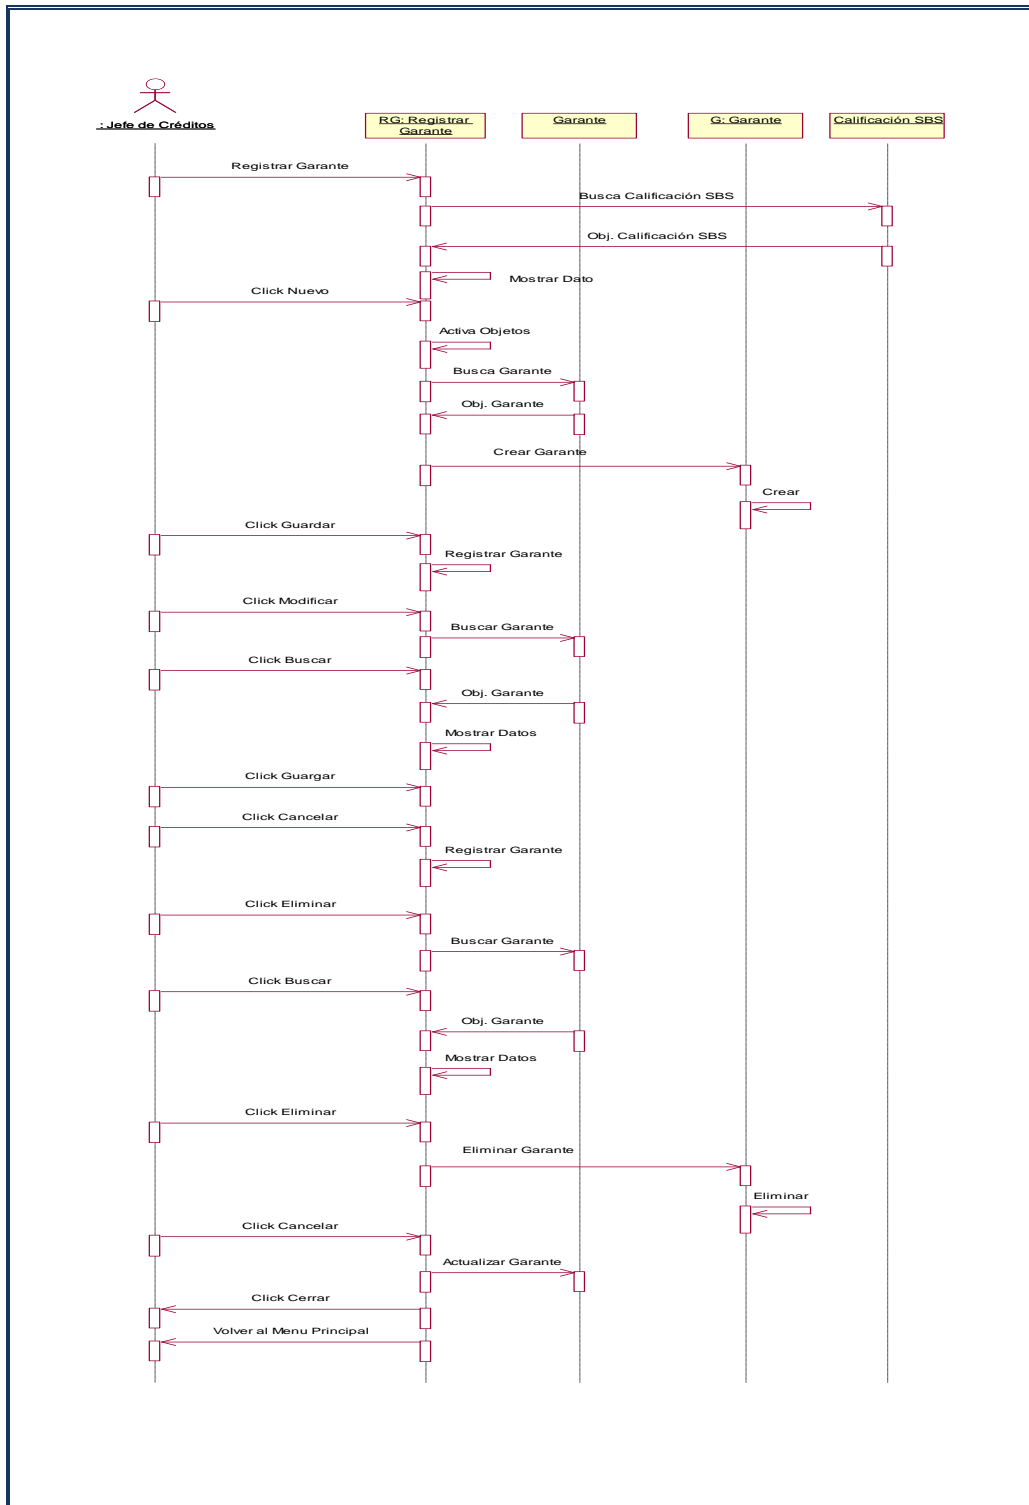 : Jefe de Créditos
RG: Registrar
Garante
Garante
G: Garante
Calificación SBS
Registrar Garante
Busca Calificación SBS
Obj. Calificación SBS
Mostrar Dato
Click Nuevo
Activa Objetos
Busca Garante
Obj. Garante
Crear Garante
Crear
Click Guardar
Registrar Garante
Click Modificar
Buscar Garante
Click Buscar
Obj. Garante
Mostrar Datos
Click Guargar
Click Cancelar
Registrar Garante
Click Eliminar
Buscar Garante
Click Buscar
Obj. Garante
Mostrar Datos
Click Eliminar
Eliminar Garante
Eliminar
Click Cancelar
Actualizar Garante
Click Cerrar
Volver al Menu Principal